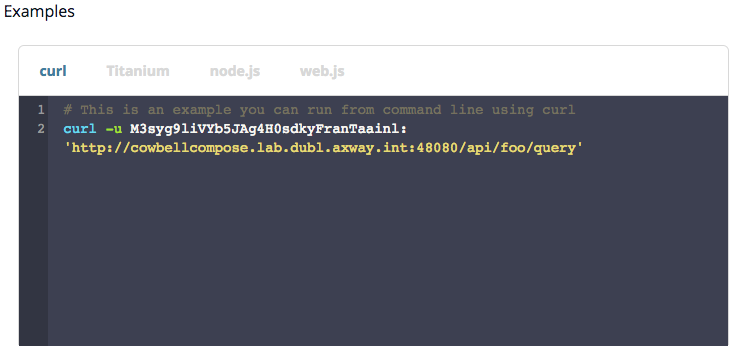 Examples
curl Titanium node.js web.js
1 # This is an example you can run from command line using curl
2 curl -u M3syg9liVYb5JAg4H0sdkyFranTaainl:
'http://cowbellcompose.lab.dubl.axway.int:48080/api/foo/query'